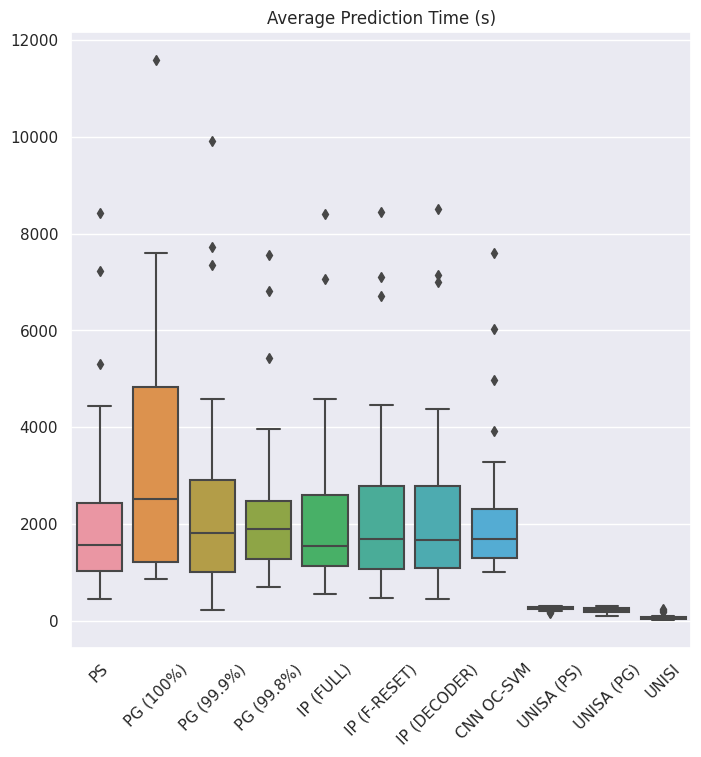 Average Prediction Time (s)
12000
10000
8000
6000
4000
2000
0
PS
PG (100%)
PG (99.9%)
PG (99.8%)
IP (FULL)
IP (F-RESET)
IP (DECODER)
CNN OC-SVM
UNISA (PS)
UNISA (PG)
UNISI